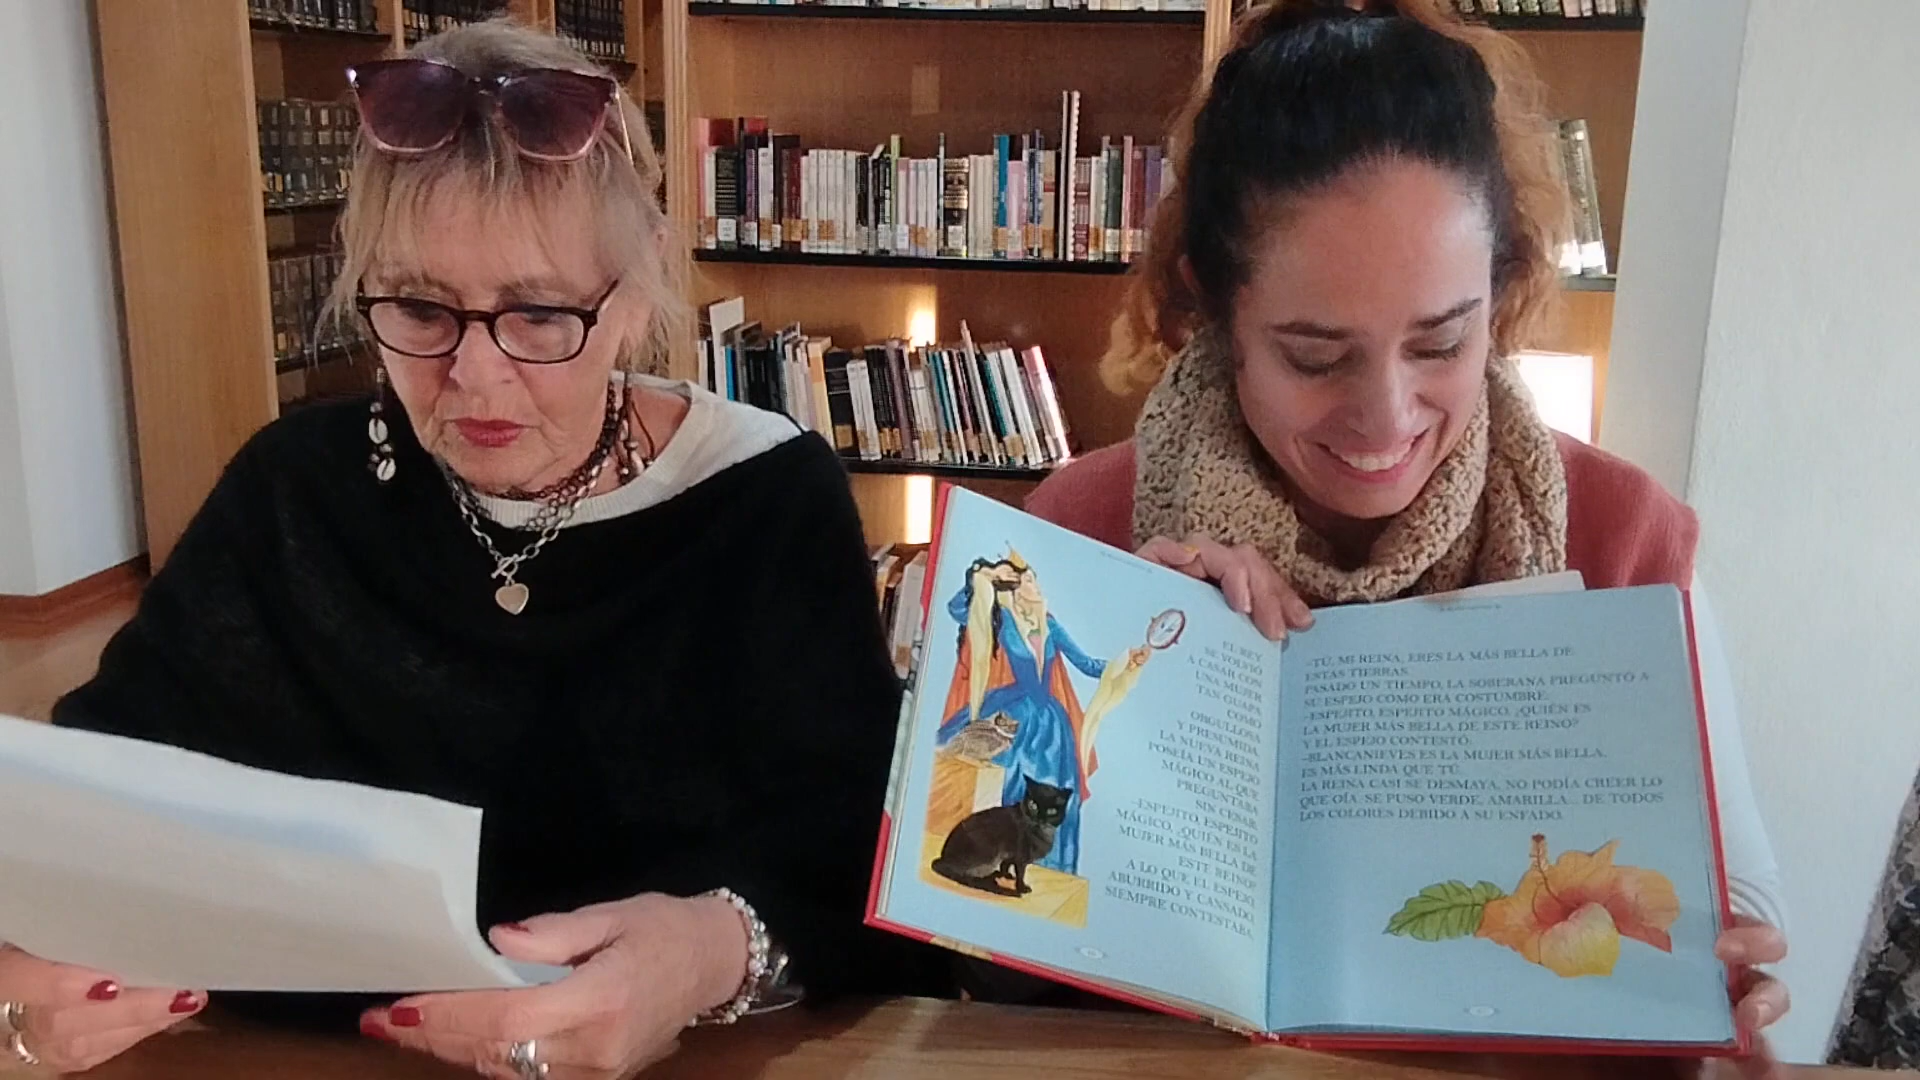 EL REY
SE VOLVIÓ
A CASAR CON
UNA MUJER
TAN GUAPA
COMO
ORGULLOSA
Y PRESUMIDA.
LA NUEVA REINA
POSEÍA UN ESPEJO
MÁGICO AL QUE
PREGUNTABA
SIN CESAR:
-ESPEJITO, ESPEJITO
MÁGICO, ¿QUIÉN ES LA
MUJER MÁS BELLA DE
ESTE REINO?
A LO QUE EL ESPEJO,
ABURRIDO Y CANSADO,
SIEMPRE CONTESTABA:
-TÚ, MI REINA, ERES LA MÁS BELLA DE
ESTAS TIERRAS.
PASADO UN TIEMPO, LA SOBERANA PREGUNTÓ A
SU ESPEJO COMO ERA COSTUMBRE:
-ESPEJITO, ESPEJITO MÁGICO, ¿QUIÉN ES
LA MUJER MÁS BELLA DE ESTE REINO?
Y EL ESPEJO CONTESTÓ:
-BLANCANIEVES ES LA MUJER MÁS BELLA,
ES MÁS LINDA QUE TÚ.
LA REINA CASI SE DESMAYA, NO PODÍA CREER LO
QUE OÍA, SE PUSO VERDE, AMARILLA... DE TODOS
LOS COLORES DEBIDO A SU ENFADO.